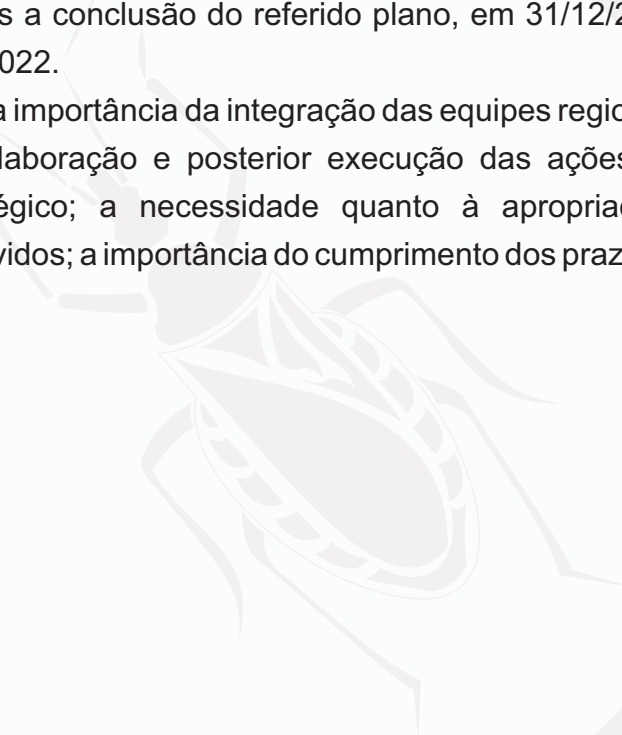 s a conclusão do referido plano, em 31/12/2
022.
a importância da integração das equipes regio
laboração e posterior execução das ações
égico; a necessidade quanto à apropria
vidos; a importância do cumprimento dos praz